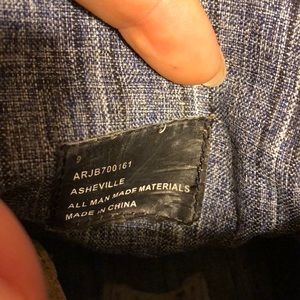 9
ARJB700161
ASHEVILLE
ALL MAN MADE MATERIALS
MADE IN CHINA